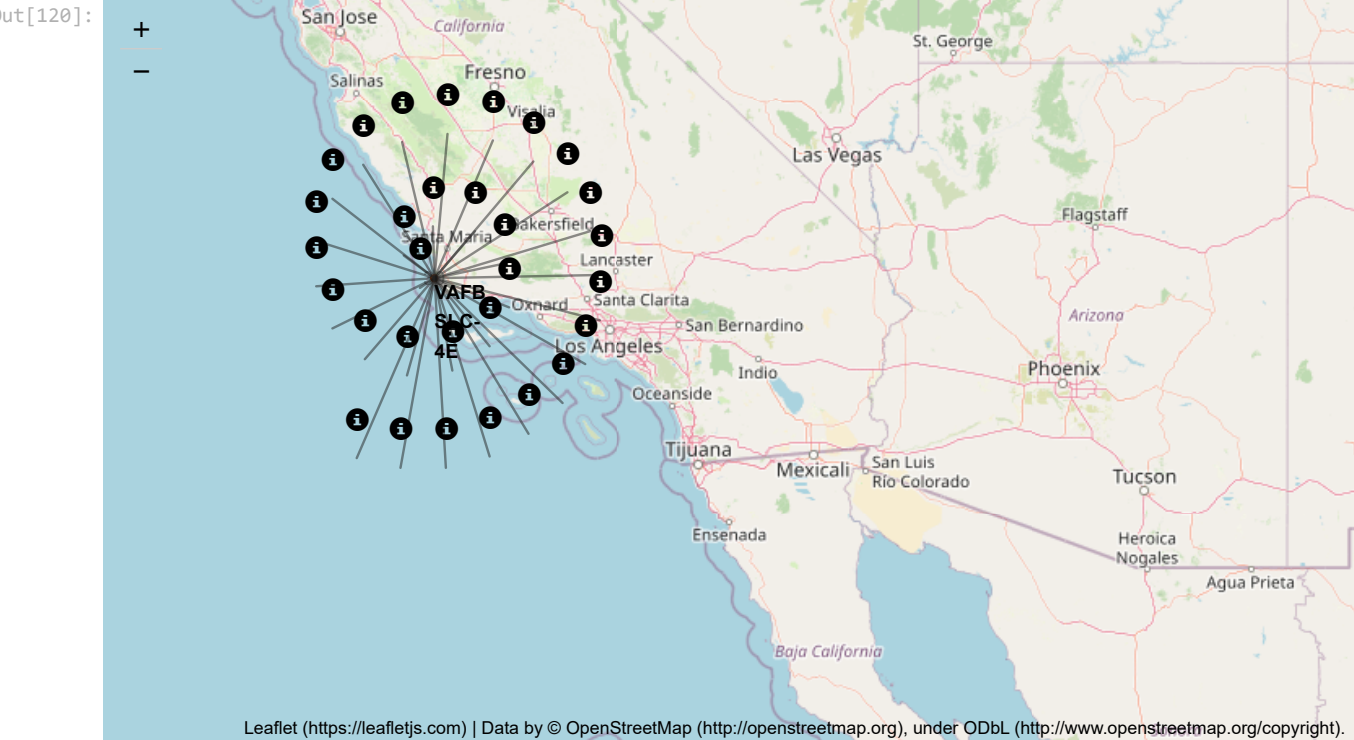 Out[120]:
+
−
San Jose
California
St. George
Salinas
Fresno
Visalia
Las Vegas
Flagstaff
Santa Maria
Bakersfield
Lancaster
VAFB
SLC-
4E
Oxnard
Santa Clarita
Los Angeles
San Bernardino
Arizona
Indio
Phoenix
Oceanside
Tijuana
Mexicali
San Luis
Río Colorado
Tucson
Ensenada
Heroica
Nogales
Agua Prieta
Baja California
Sonora
Leaflet (https://leafletjs.com) | Data by © OpenStreetMap (http://openstreetmap.org), under ODbL (http://www.openstreetmap.org/copyright).